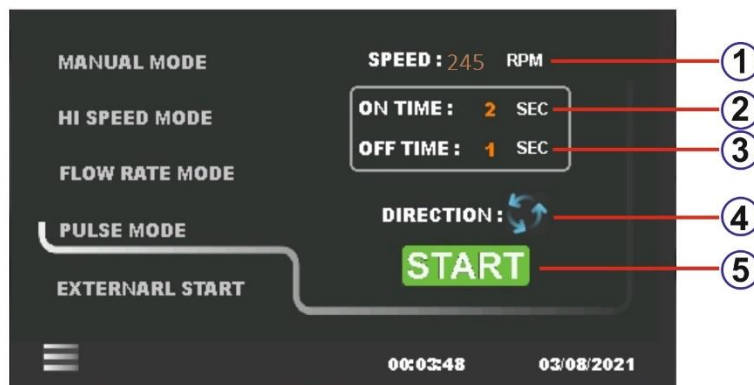 MANUAL MODE
SPEED : 245 RPM
1
HI SPEED MODE
ON TIME : 2 SEC
2
OFF TIME : 1 SEC
3
FLOW RATE MODE
DIRECTION :
4
PULSE MODE
START
5
EXTERNARL START
00:03:48
03/08/2021